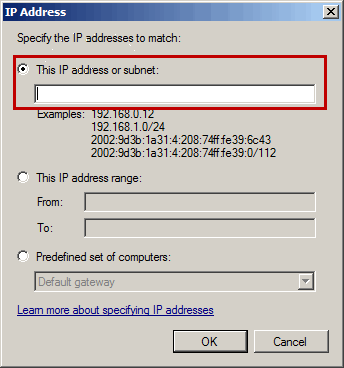 IP Address
Specify the IP addresses to match:
This IP address or subnet:
Examples: 192.168.0.12
192.168.1.0/24
2002:9d3b:1a31:4:208:74ff:fe39:6c43
2002:9d3b:1a31:4:208:74ff:fe39:0/112
This IP address range:
From:
To:
Predefined set of computers:
Default gateway
Learn more about specifying IP addresses
OK Cancel